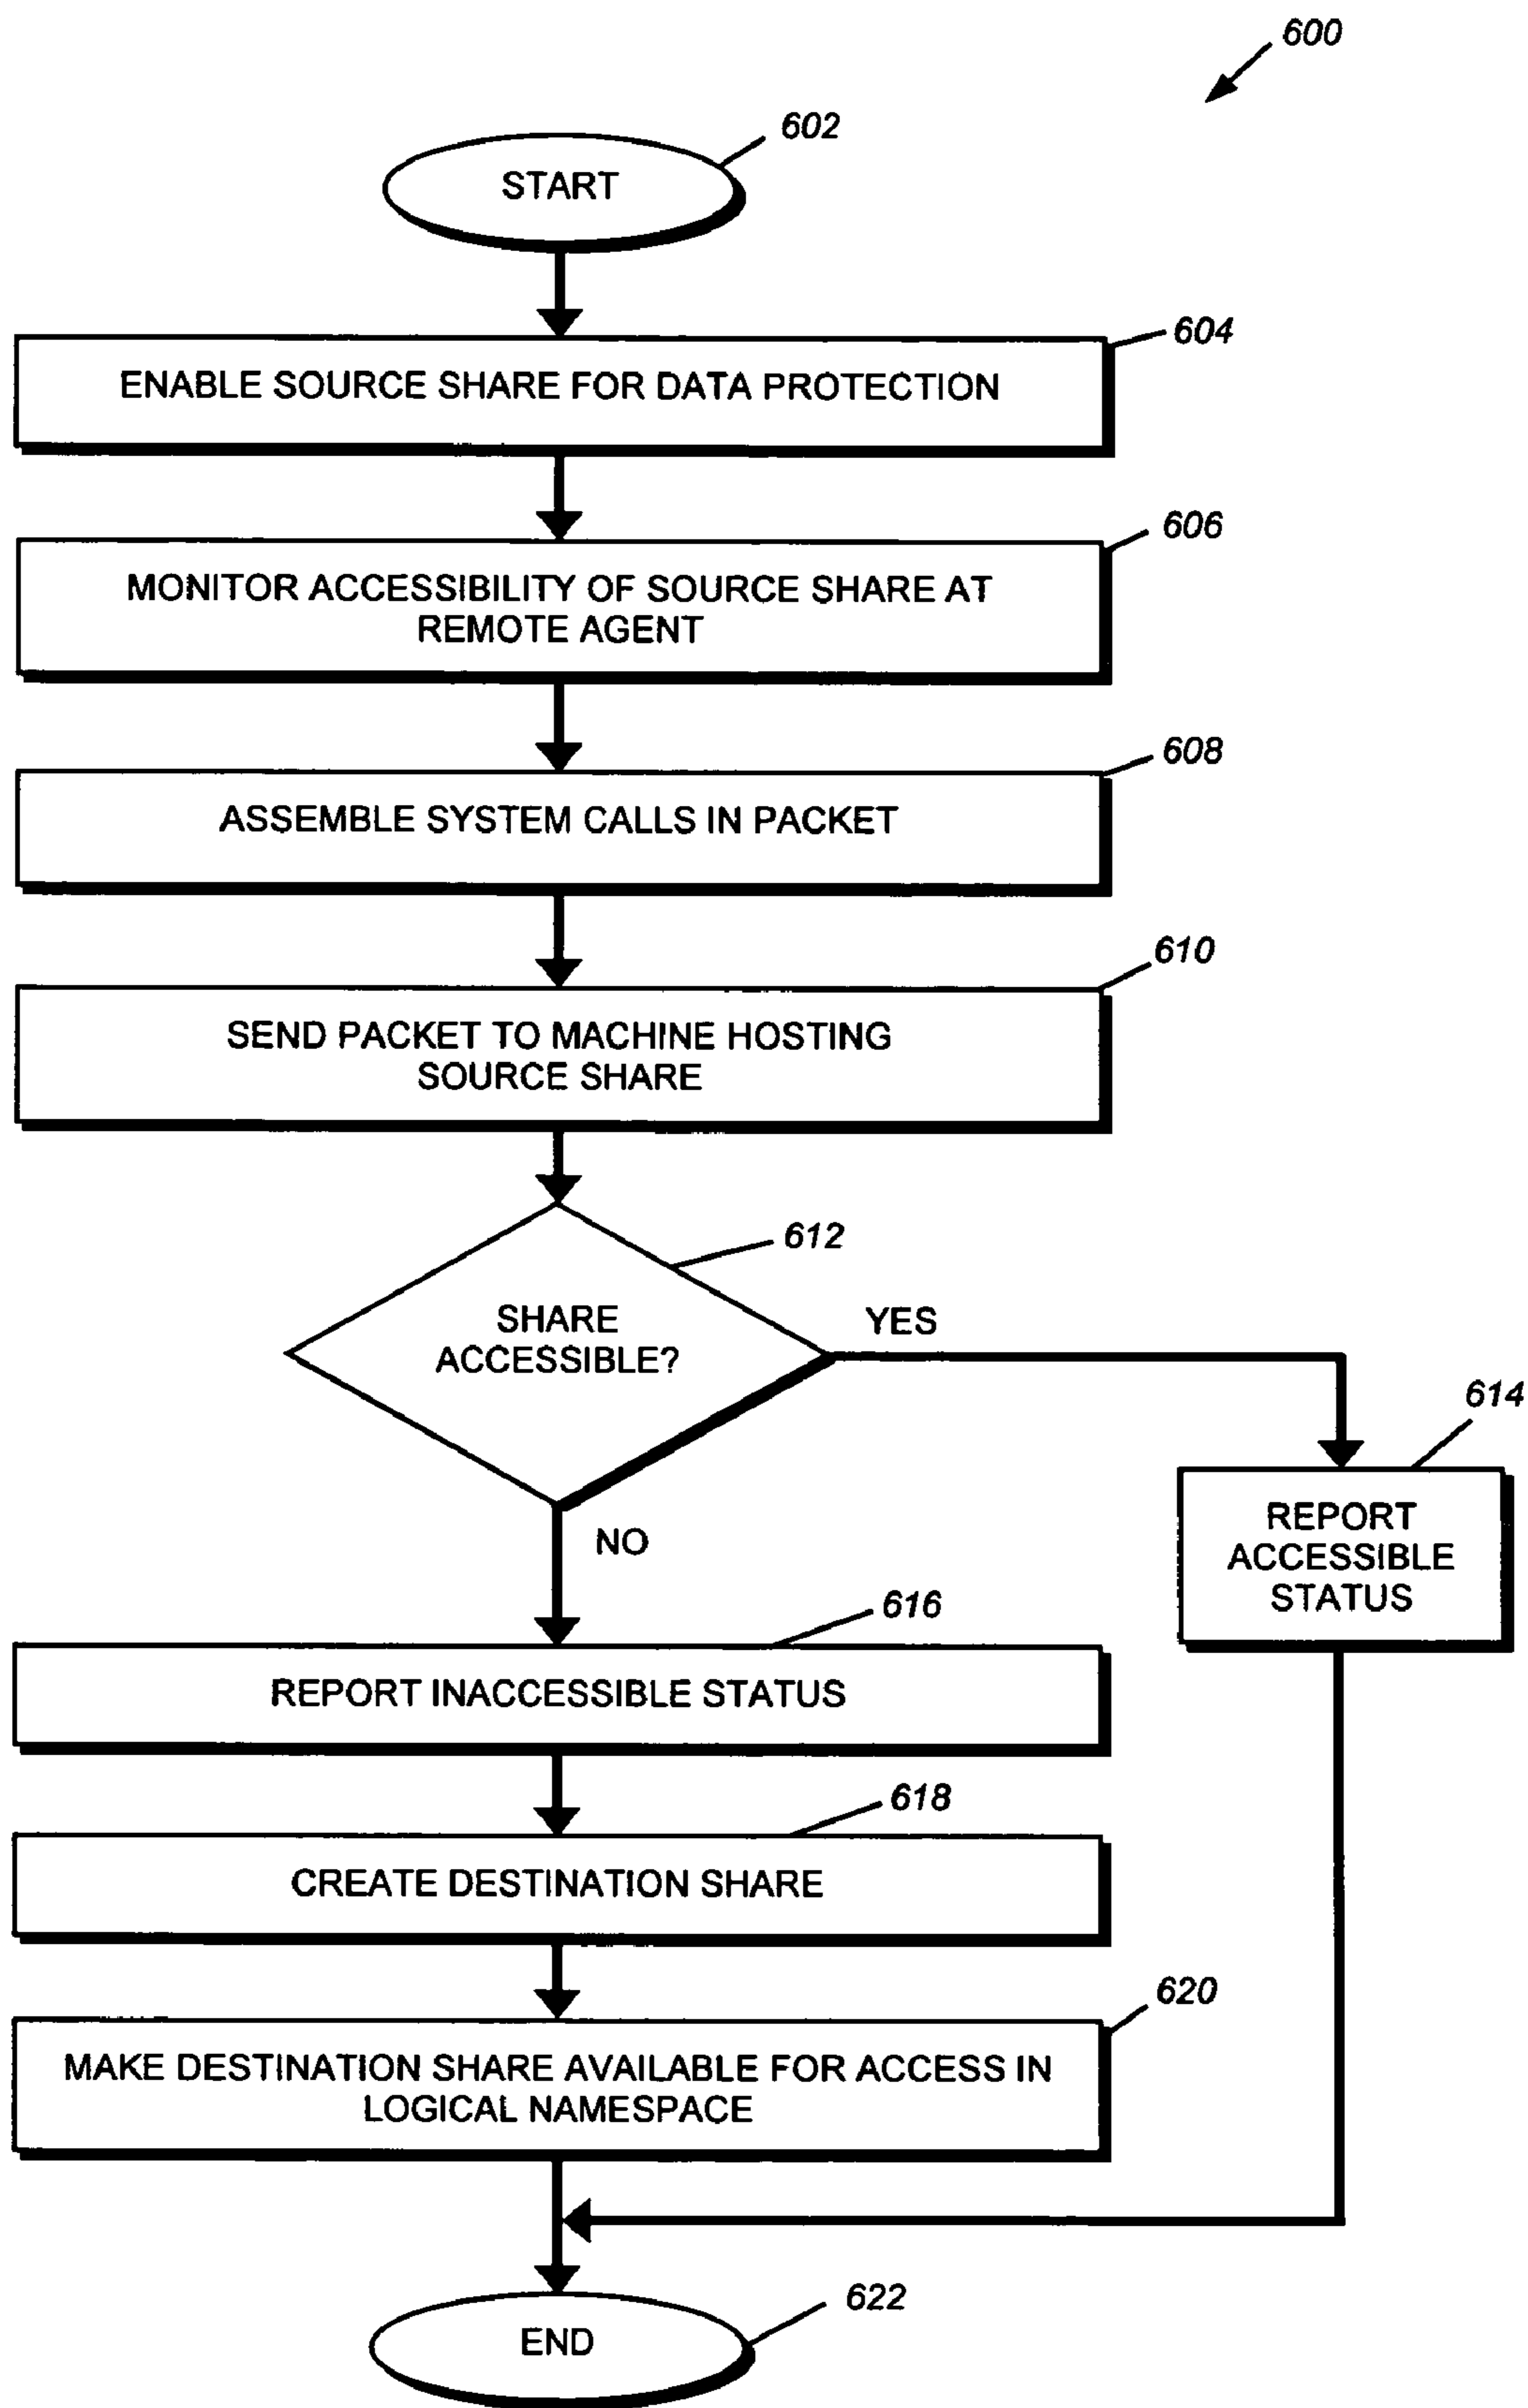 600
602
START
604
ENABLE SOURCE SHARE FOR DATA PROTECTION
606
MONITOR ACCESSIBILITY OF SOURCE SHARE AT
REMOTE AGENT
608
ASSEMBLE SYSTEM CALLS IN PACKET
610
SEND PACKET TO MACHINE HOSTING
SOURCE SHARE
612
SHARE
ACCESSIBLE?
YES
614
REPORT
ACCESSIBLE
STATUS
NO
616
REPORT INACCESSIBLE STATUS
618
CREATE DESTINATION SHARE
620
MAKE DESTINATION SHARE AVAILABLE FOR ACCESS IN
LOGICAL NAMESPACE
622
END